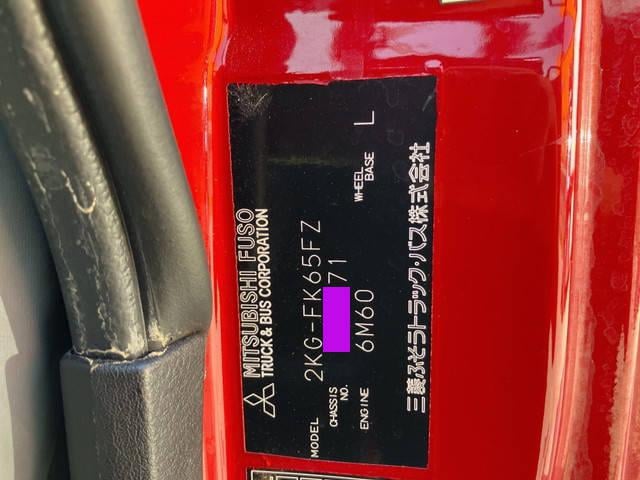 MITSUBISHI FUSO
TRUCK & BUS CORPORATION
MODEL 2KG-FK65FZ
CHASSIS NO. 71
ENGINE 6M60 WHEEL BASE L
三菱ふそうトラック・バス株式会社